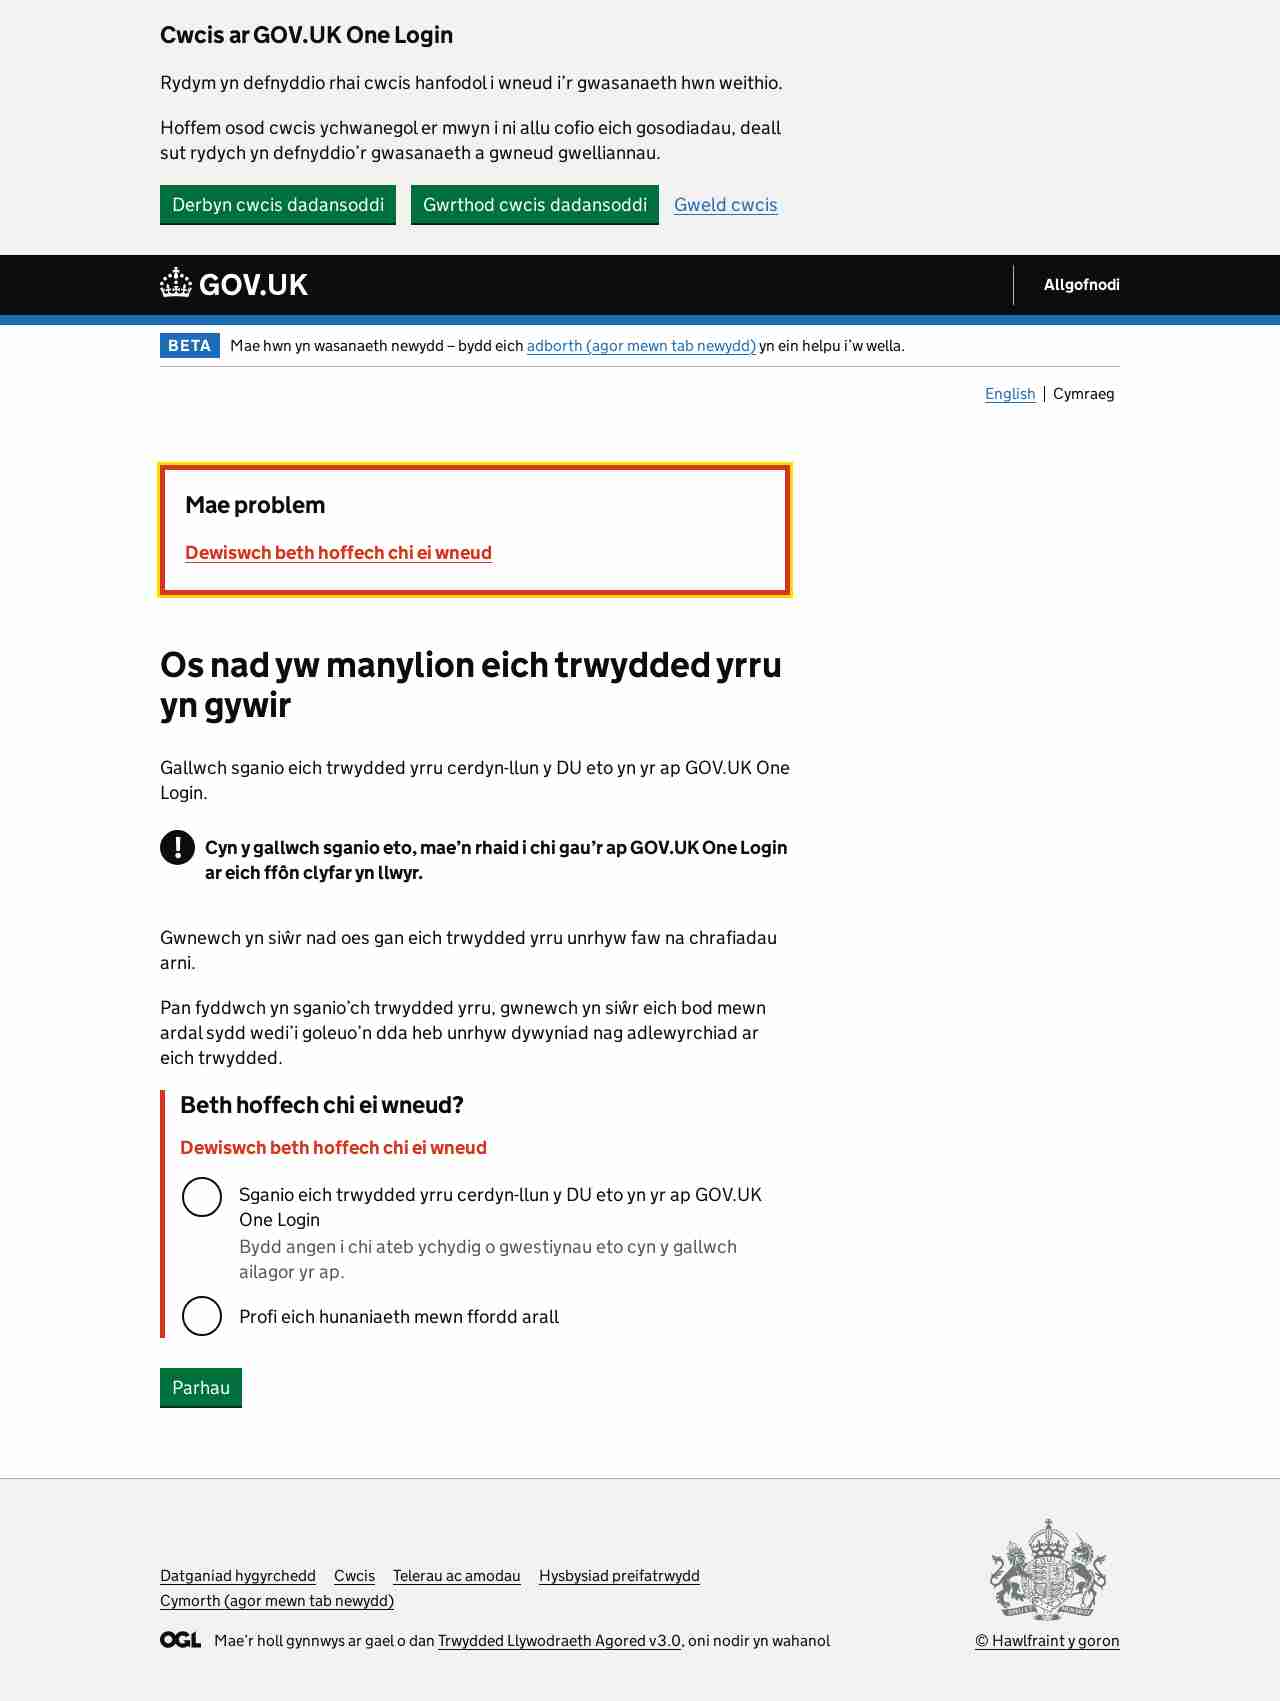 Cwcis ar GOV.UK One Login
Rydym yn defnyddio rhai cwcis hanfodol i wneud i’r gwasanaeth hwn weithio.
Hoffem osod cwcis ychwanegol er mwyn i ni allu cofio eich gosodiadau, deall
sut rydych yn defnyddio’r gwasanaeth a gwneud gwelliannau.
Derbyn cwcis dadansoddi Gwrthod cwcis dadansoddi Gweld cwcis
GOV.UK Allgofnodi
BETA Mae hwn yn wasanaeth newydd – bydd eich adborth (agor mewn tab newydd) yn ein helpu i’w wella.
English Cymraeg
Mae problem
Dewiswch beth hoffech chi ei wneud
Os nad yw manylion eich trwydded yrru
yn gywir
Gallwch sganio eich trwydded yrru cerdyn-llun y DU eto yn yr ap GOV.UK One
Login.
! Cyn y gallwch sganio eto, mae’n rhaid i chi gau’r ap GOV.UK One Login
ar eich ffôn clyfar yn llwyr.
Gwnewch yn siŵr nad oes gan eich trwydded yrru unrhyw faw na chrafiadau
arni.
Pan fyddwch yn sganio’ch trwydded yrru, gwnewch yn siŵr eich bod mewn
ardal sydd wedi’i goleuo’n dda heb unrhyw dywyniad nag adlewyrchiad ar
eich trwydded.
Beth hoffech chi ei wneud?
Dewiswch beth hoffech chi ei wneud
Sganio eich trwydded yrru cerdyn-llun y DU eto yn yr ap GOV.UK
One Login
Bydd angen i chi ateb ychydig o gwestiynau eto cyn y gallwch
ailagor yr ap.
Profi eich hunaniaeth mewn ffordd arall
Parhau
Datganiad hygyrchedd Cwcis Telerau ac amodau Hysbysiad preifatrwydd
Cymorth (agor mewn tab newydd)
OGL Mae’r holl gynnwys ar gael o dan Trwydded Llywodraeth Agored v3.0, oni nodir yn wahanol
© Hawlfraint y goron